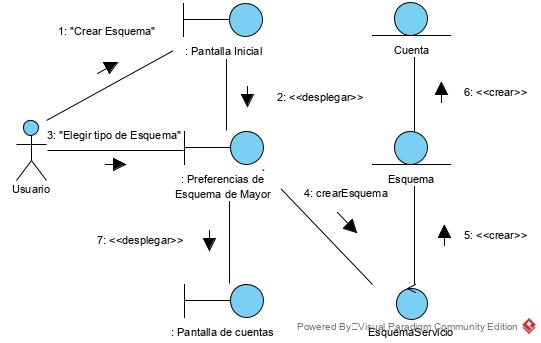 1: "Crear Esquema"
: Pantalla Inicial
Cuenta
2: <<desplegar>>
6: <<crear>>
3: "Elegir tipo de Esquema"
Usuario
: Preferencias de
Esquema de Mayor
Esquema
4: crearEsquema
7: <<desplegar>>
5: <<crear>>
: Pantalla de cuentas
EsquemaServicio
Powered By Visual Paradigm Community Edition